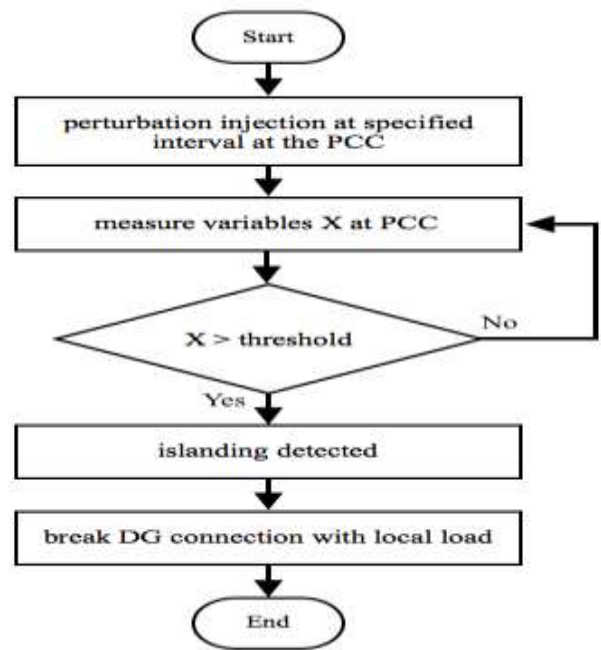 Start
perturbation injection at specified
interval at the PCC
measure variables X at PCC
X > threshold
No
Yes
islanding detected
break DG connection with local load
End